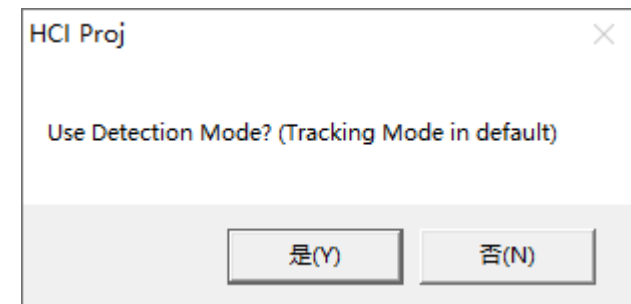 HCI Proj
Use Detection Mode? (Tracking Mode in default)
是(Y)
否(N)